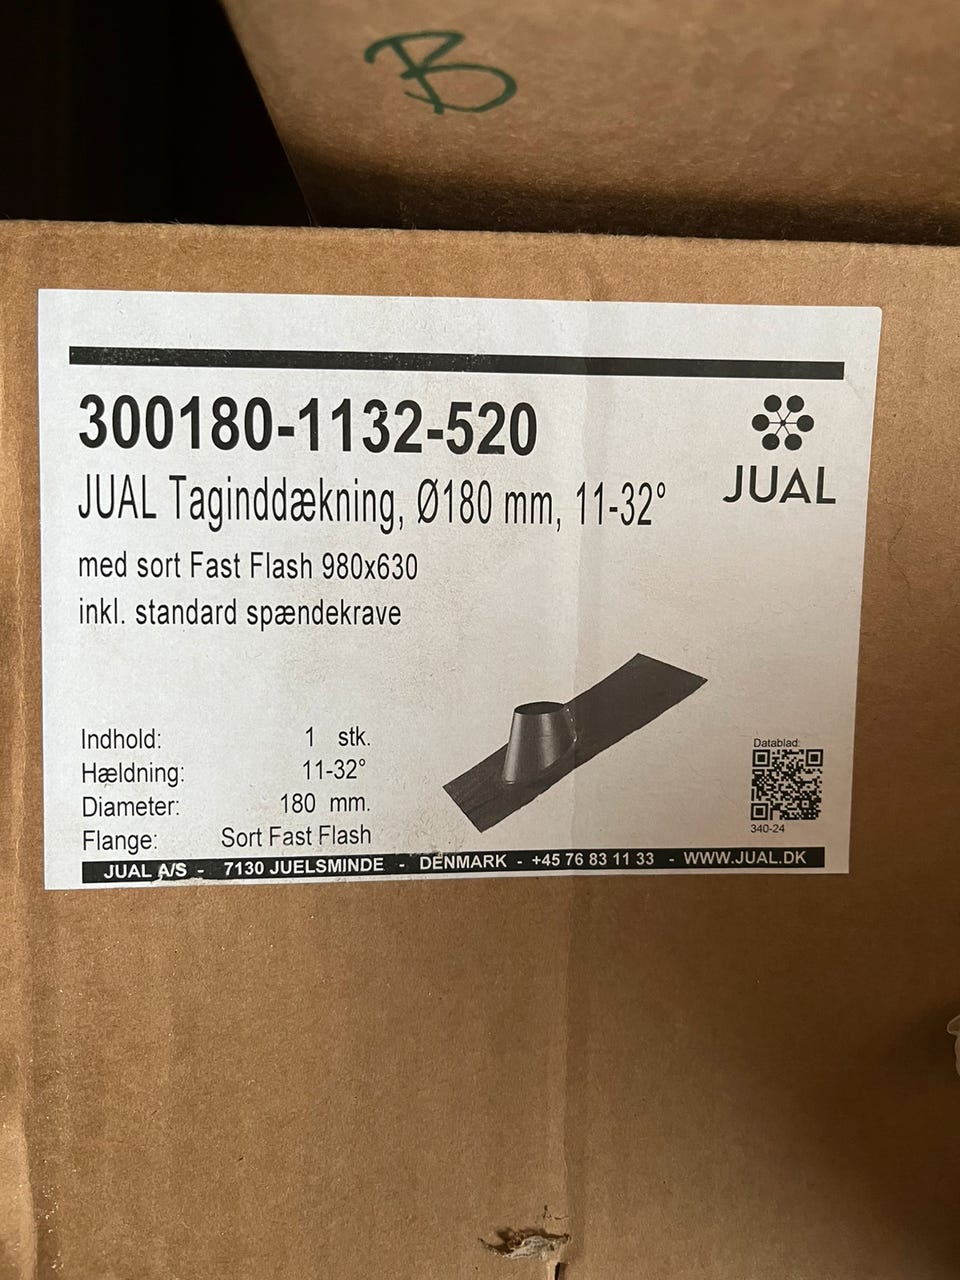 B
300180-1132-520
JUAL
JUAL Taginddækning, Ø180 mm, 11-32°
med sort Fast Flash 980x630
inkl. standard spændekrave
Indhold: 1 stk.
Hældning: 11-32°
Diameter: 180 mm.
Flange: Sort Fast Flash
Datablad:
340-24
JUAL A/S - 7130 JUELSMINDE - DENMARK - +45 76 83 11 33 - WWW.JUAL.DK